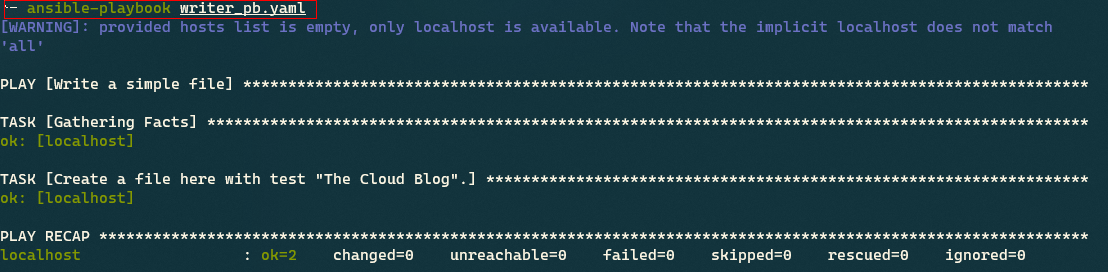 ansible-playbook writer_pb.yaml
[WARNING]: provided hosts list is empty, only localhost is available. Note that the implicit localhost does not match
'all'
PLAY [Write a simple file] **********************************************************************************************
TASK [Gathering Facts] **************************************************************************************************
ok: [localhost]
TASK [Create a file here with test "The Cloud Blog".] *******************************************************************
ok: [localhost]
PLAY RECAP **************************************************************************************************************
localhost                  : ok=2    changed=0    unreachable=0    failed=0    skipped=0    rescued=0    ignored=0